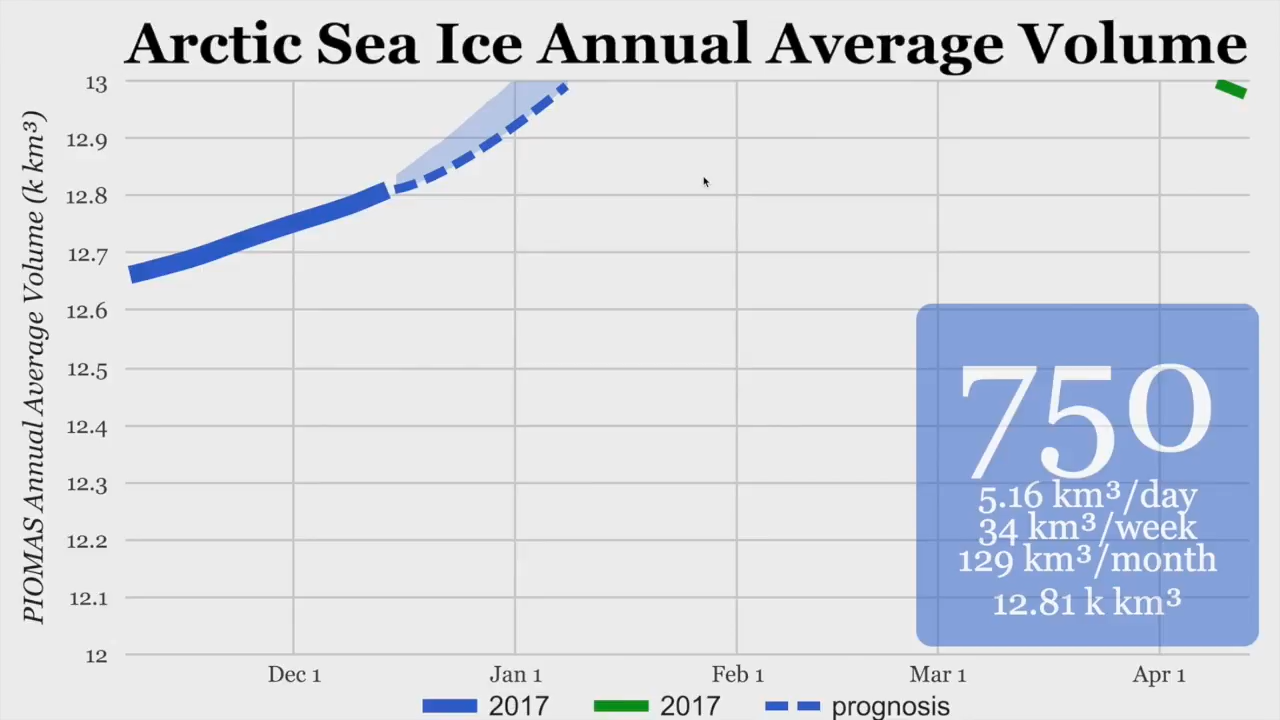 Arctic Sea Ice Annual Average Volume
PIOMAS Annual Average Volume (k km³)
13
12.9
12.8
12.7
12.6
12.5
12.4
12.3
12.2
12.1
12
750
5.16 km³/day
34 km³/week
129 km³/month
12.81 k km³
Dec 1 Jan 1 Feb 1 Mar 1 Apr 1
2017 2017 prognosis